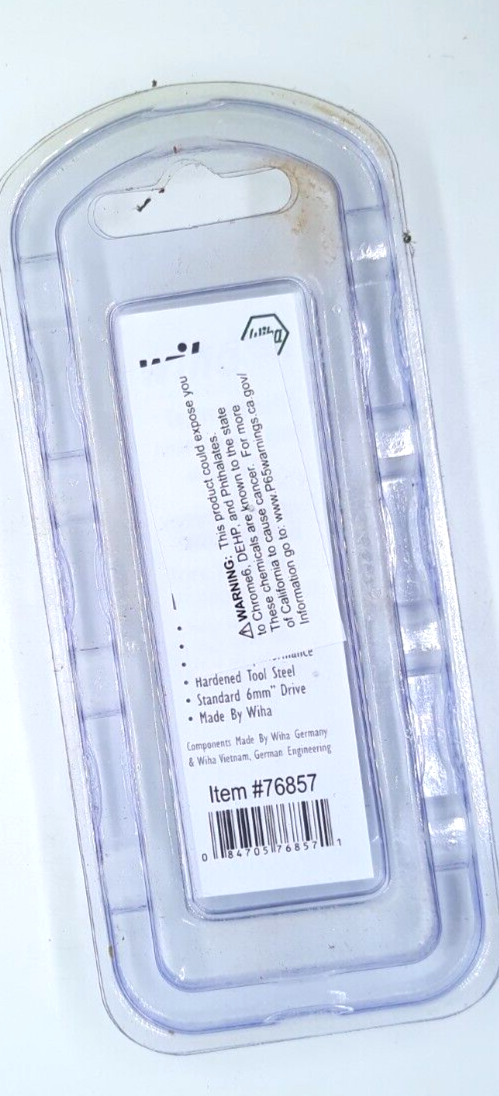 ⚠WARNING: This product could expose you
to Chrome6, DEHP, and Phthalates.
These chemicals are known to the state
of California to cause cancer. For more
Information go to: www.P65warnings.ca.gov/
• Hardened Tool Steel
• Standard 6mm" Drive
• Made By Wiha
Components Made By Wiha Germany
& Wiha Vietnam, German Engineering
Item #76857
0 84705 76857 1